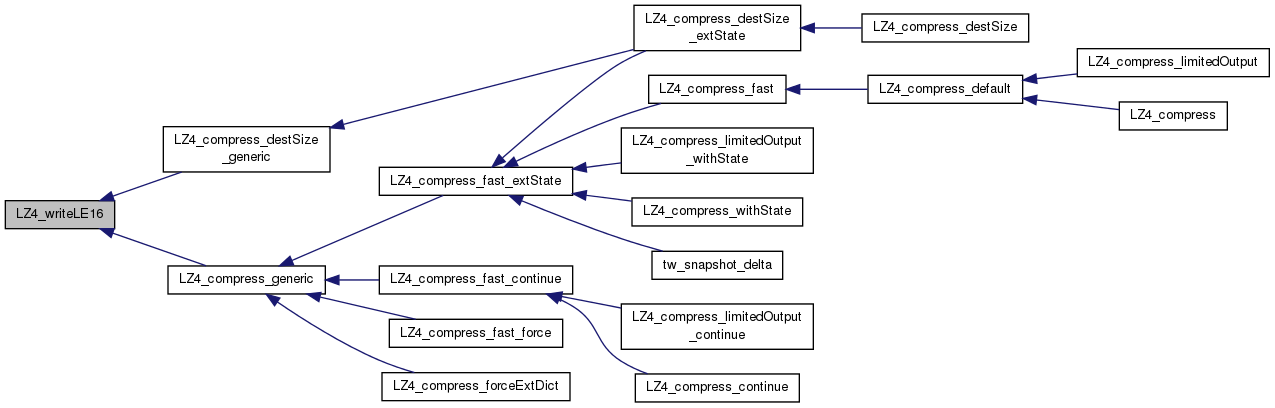 LZ4_compress_destSize
_extState
LZ4_compress_destSize
LZ4_compress_limitedOutput
LZ4_compress_fast
LZ4_compress_default
LZ4_compress
LZ4_compress_destSize
_generic
LZ4_compress_limitedOutput
_withState
LZ4_compress_fast_extState
LZ4_writeLE16
LZ4_compress_withState
tw_snapshot_delta
LZ4_compress_generic
LZ4_compress_fast_continue
LZ4_compress_limitedOutput
_continue
LZ4_compress_fast_force
LZ4_compress_forceExtDict
LZ4_compress_continue